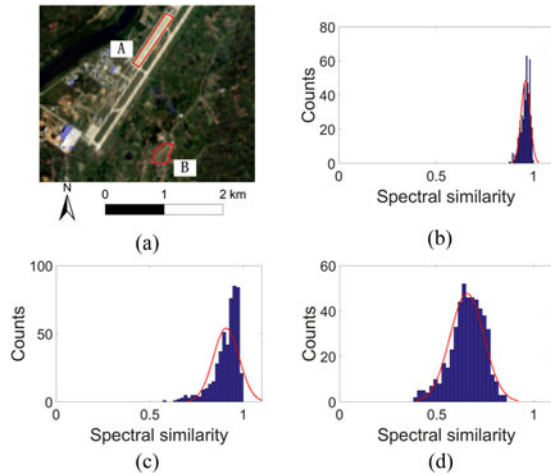 A
B
N
0 1 2 km
(a)
80
60
40
20
0
0 0.5 1
Counts
Spectral similarity
(b)
100
50
0
0 0.5 1
Counts
Spectral similarity
(c)
60
40
20
0
0 0.5 1
Counts
Spectral similarity
(d)